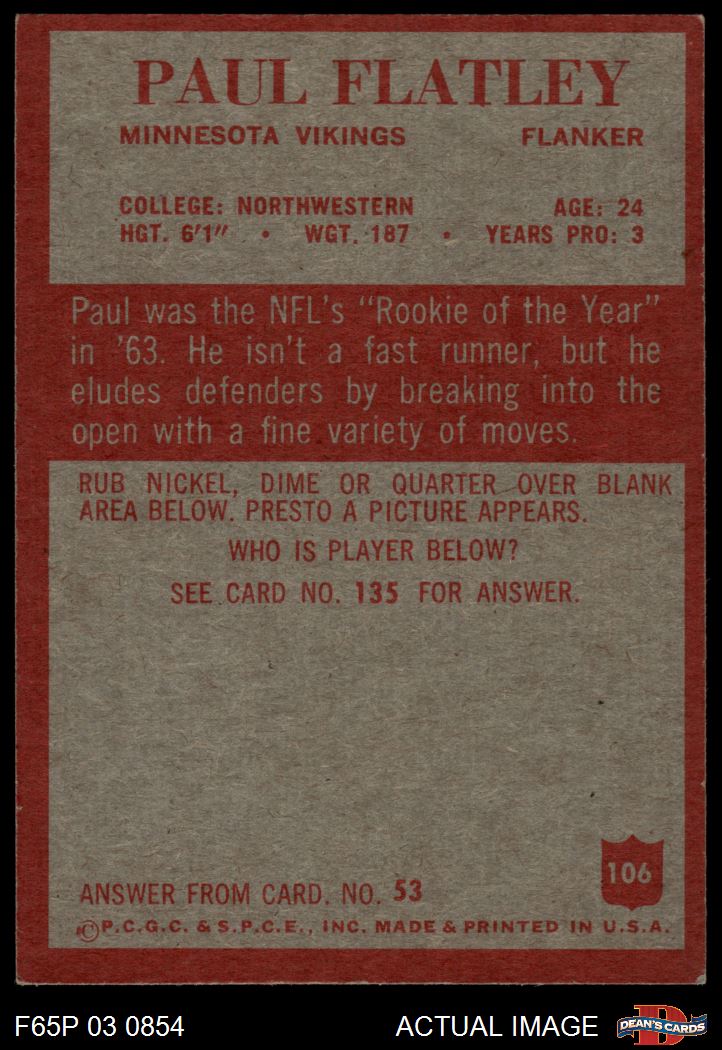 PAUL FLATLEY
MINNESOTA VIKINGS FLANKER
COLLEGE: NORTHWESTERN AGE: 24
HGT. 6'1" • WGT. 187 • YEARS PRO: 3
Paul was the NFL's "Rookie of the Year"
in '63. He isn't a fast runner, but he
eludes defenders by breaking into the
open with a fine variety of moves.
RUB NICKEL, DIME OR QUARTER OVER BLANK
AREA BELOW. PRESTO A PICTURE APPEARS.
WHO IS PLAYER BELOW?
SEE CARD NO. 135 FOR ANSWER.
106
ANSWER FROM CARD. NO. 53
©P.C.G.C. & S.P.C.E., INC. MADE & PRINTED IN U.S.A.
F65P 03 0854 ACTUAL IMAGE
D
DEAN'S CARDS